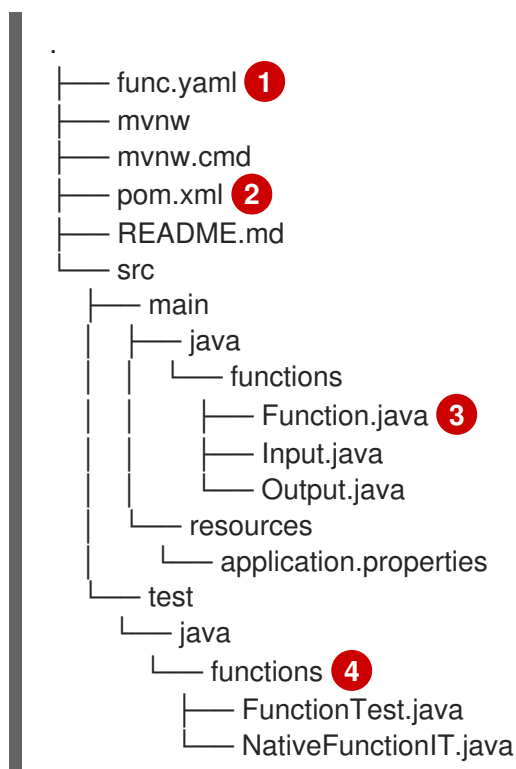 .
├── func.yaml 1
├── mvnw
├── mvnw.cmd
├── pom.xml 2
├── README.md
└── src
    ├── main
    │   ├── java
    │   │   └── functions
    │   │       ├── Function.java 3
    │   │       ├── Input.java
    │   │       └── Output.java
    │   └── resources
    │       └── application.properties
    └── test
        └── java
            └── functions 4
                ├── FunctionTest.java
                └── NativeFunctionIT.java